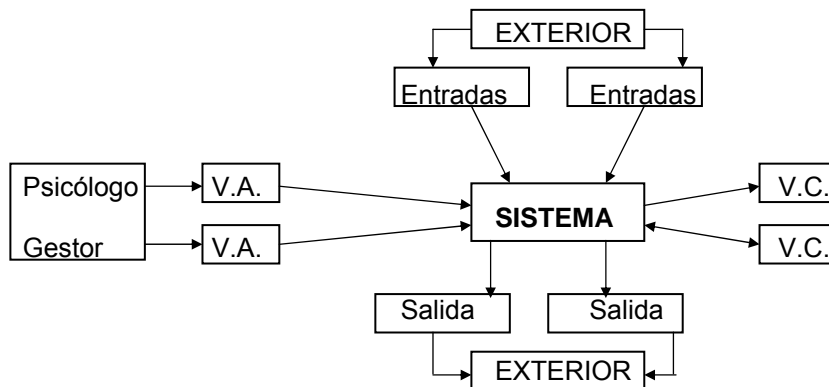 EXTERIOR
Entradas
Entradas
Psicólogo
V.A.
V.C.
SISTEMA
Gestor
V.A.
V.C.
Salida
Salida
EXTERIOR